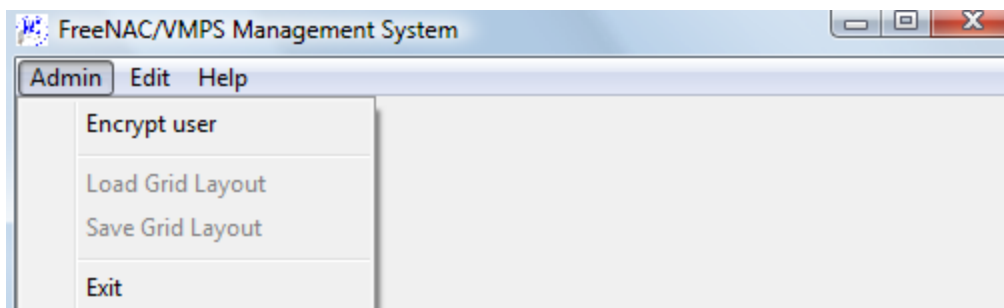 FreeNAC/VMPS Management System
Admin Edit Help
Encrypt user
Load Grid Layout
Save Grid Layout
Exit